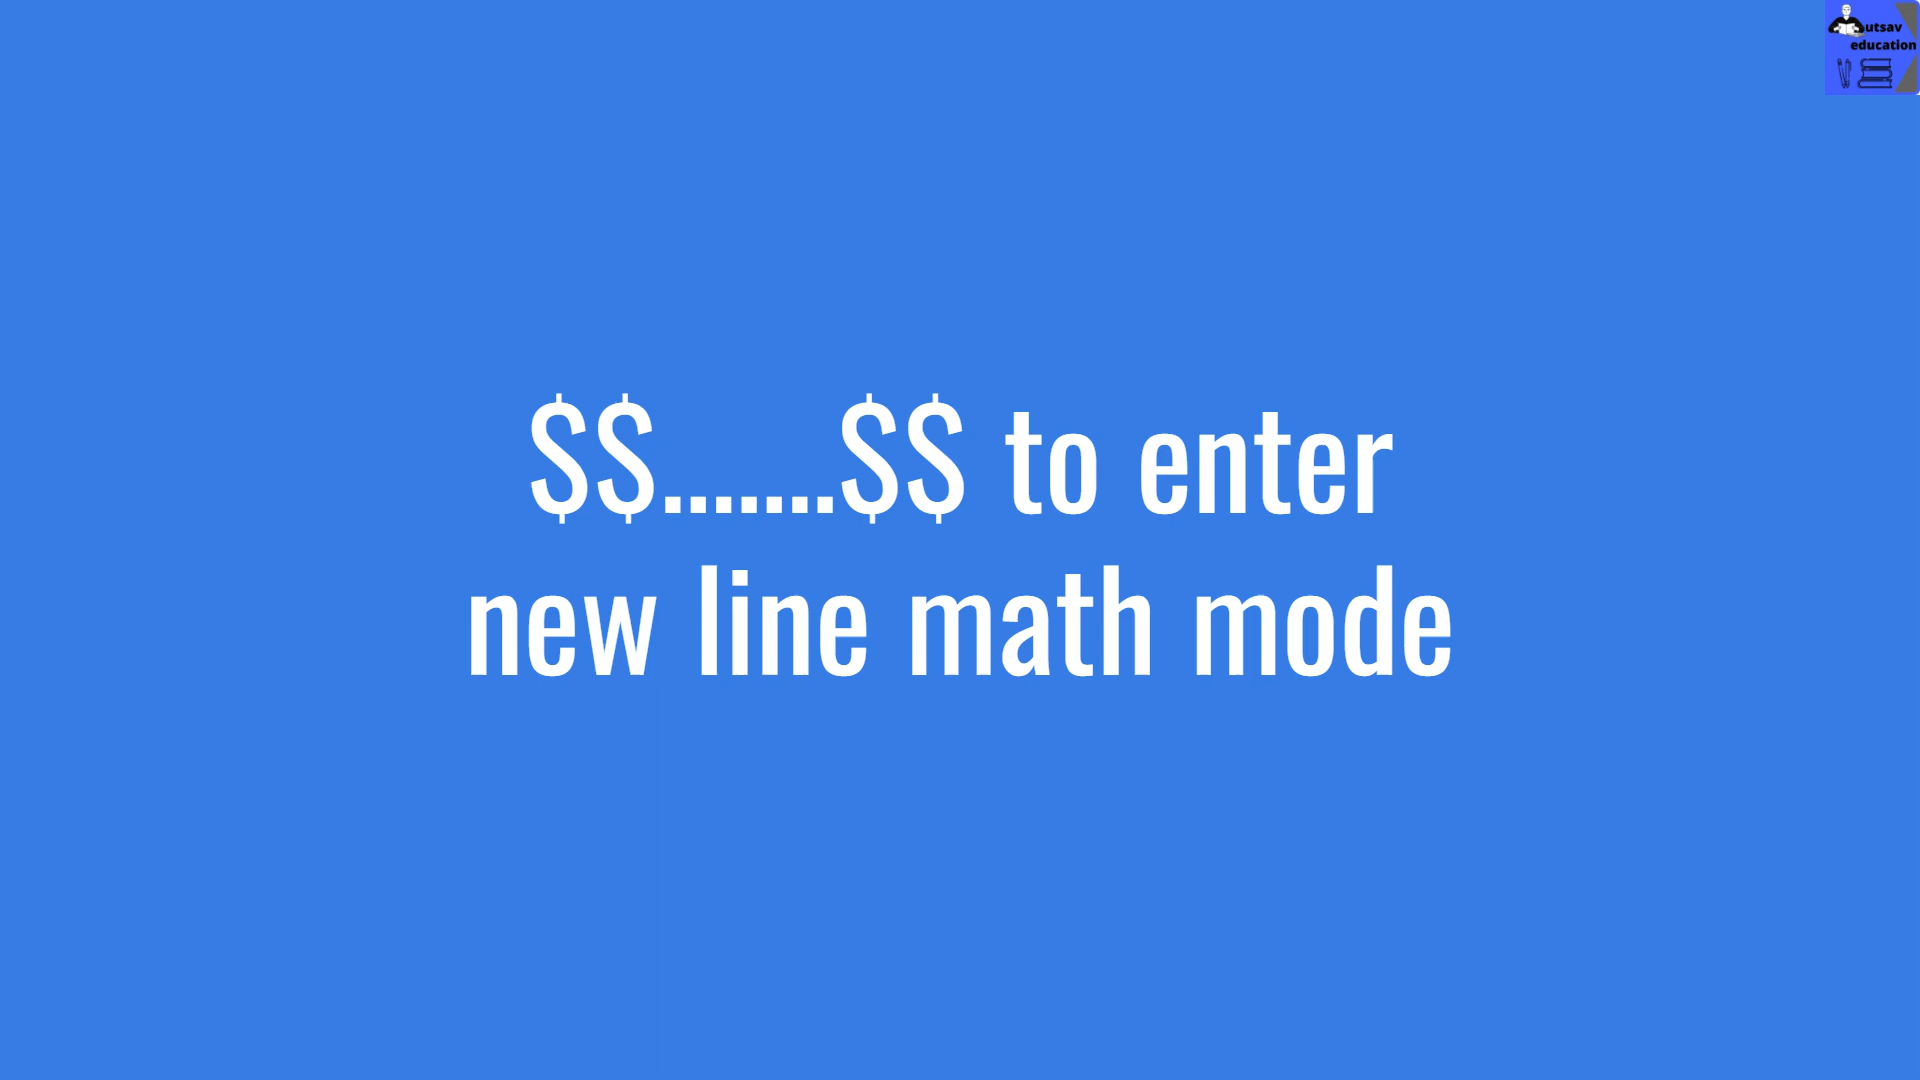 utsav
education
$$.......$$ to enter
new line math mode